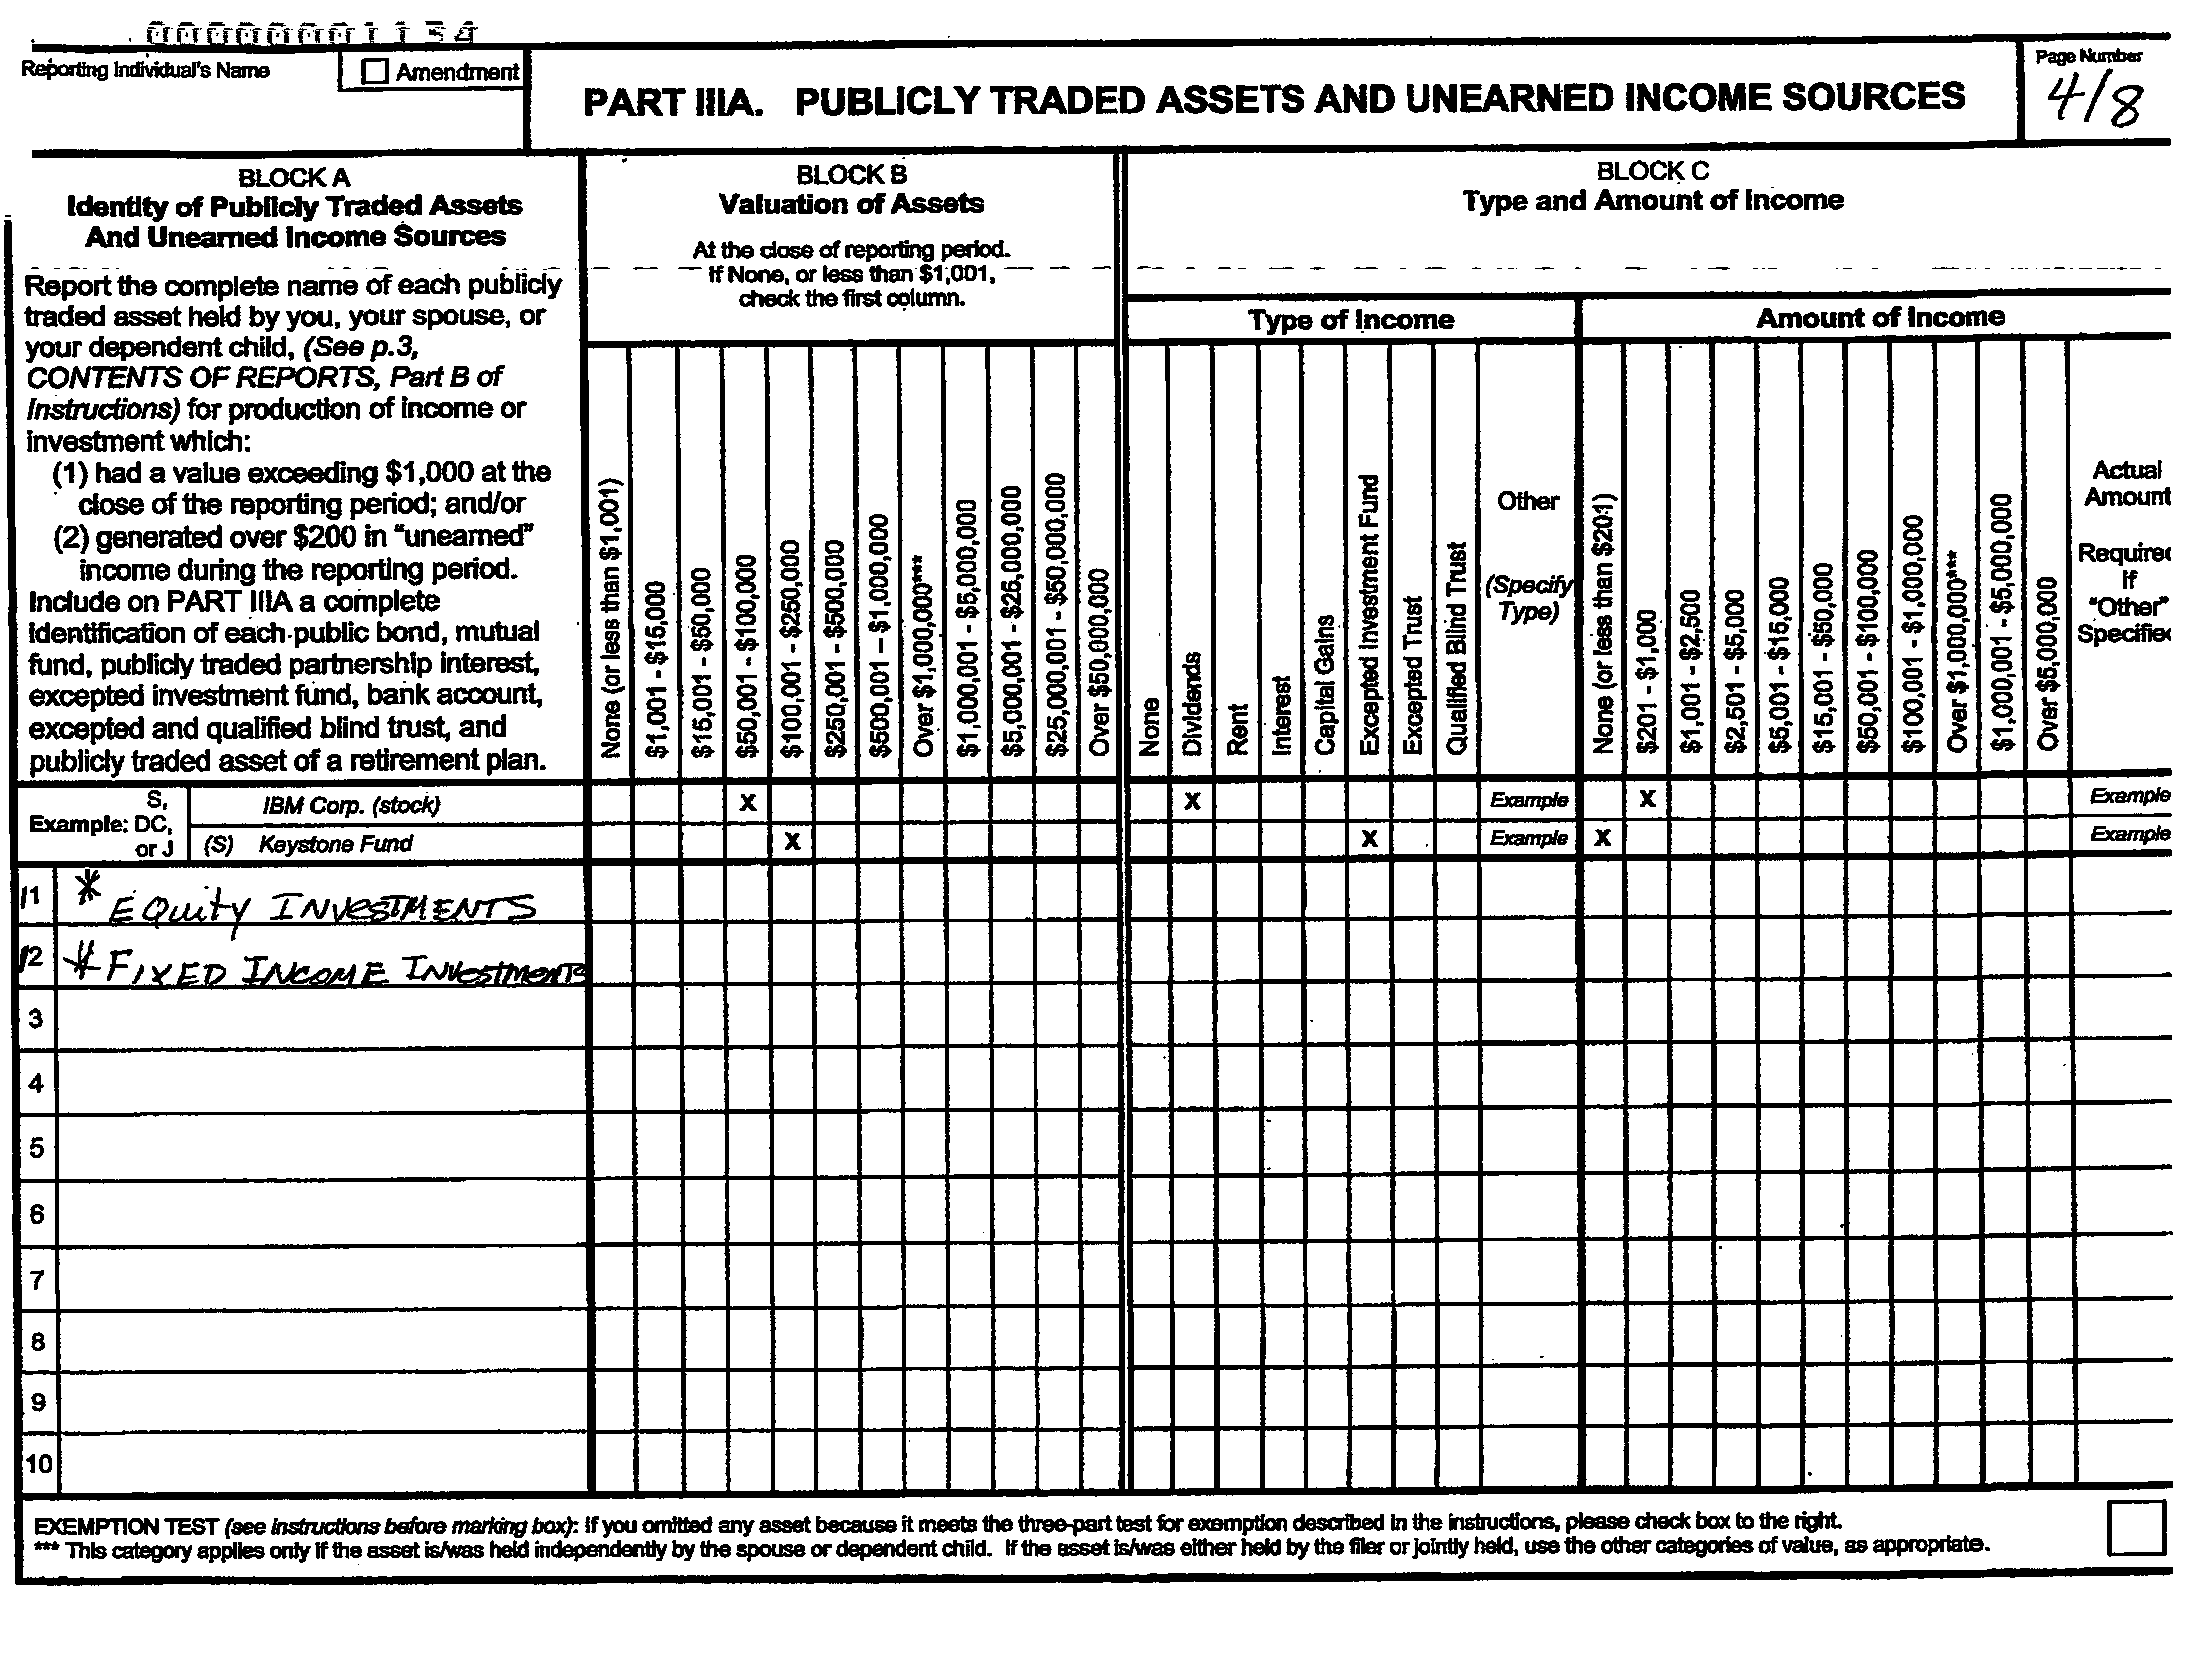 00000001154
Reporting Individual's Name
Amendment
PART IIIA. PUBLICLY TRADED ASSETS AND UNEARNED INCOME SOURCES
Page Number
4/8
BLOCK A
Identity of Publicly Traded Assets
And Unearned Income Sources
Report the complete name of each publicly
traded asset held by you, your spouse, or
your dependent child, (See p.3,
CONTENTS OF REPORTS, Part B of
Instructions) for production of income or
investment which:
(1) had a value exceeding $1,000 at the
close of the reporting period; and/or
(2) generated over $200 in "unearned"
income during the reporting period.
Include on PART IIIA a complete
identification of each public bond, mutual
fund, publicly traded partnership interest,
excepted investment fund, bank account,
excepted and qualified blind trust, and
publicly traded asset of a retirement plan.
BLOCK B
Valuation of Assets
At the close of reporting period.
If None, or less than $1,001,
check the first column.
None (or less than $1,001)
$1,001 - $15,000
$15,001 - $50,000
$50,001 - $100,000
$100,001 - $250,000
$250,001 - $500,000
$500,001 - $1,000,000
Over $1,000,000***
$1,000,001 - $5,000,000
$5,000,001 - $25,000,000
$25,000,001 - $50,000,000
Over $50,000,000
BLOCK C
Type and Amount of Income
Type of Income
None
Dividends
Rent
Interest
Capital Gains
Excepted Investment Fund
Excepted Trust
Qualified Blind Trust
Other
(Specify
Type)
Amount of Income
None (or less than $201)
$201 - $1,000
$1,001 - $2,500
$2,501 - $5,000
$5,001 - $15,000
$15,001 - $50,000
$50,001 - $100,000
$100,001 - $1,000,000
Over $1,000,000***
$1,000,001 - $5,000,000
Over $5,000,000
Actual
Amount
Require
If
"Other"
Specifie
Example: S, DC, or J
IBM Corp. (stock) X X Example X Example
(S) Keystone Fund X X Example X Example
1 * EQuity INvesTMENTS
2 * FIXED INCOME INvestmenTs
3
4
5
6
7
8
9
10
EXEMPTION TEST (see instructions before marking box): If you omitted any asset because it meets the three-part test for exemption described in the instructions, please check box to the right.
*** This category applies only if the asset is/was held independently by the spouse or dependent child. If the asset is/was either held by the filer or jointly held, use the other categories of value, as appropriate.